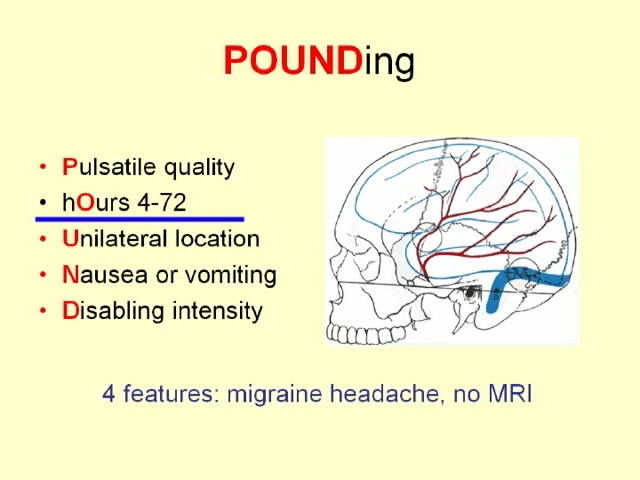 POUNDing
• Pulsatile quality
• hOurs 4-72
• Unilateral location
• Nausea or vomiting
• Disabling intensity
4 features: migraine headache, no MRI